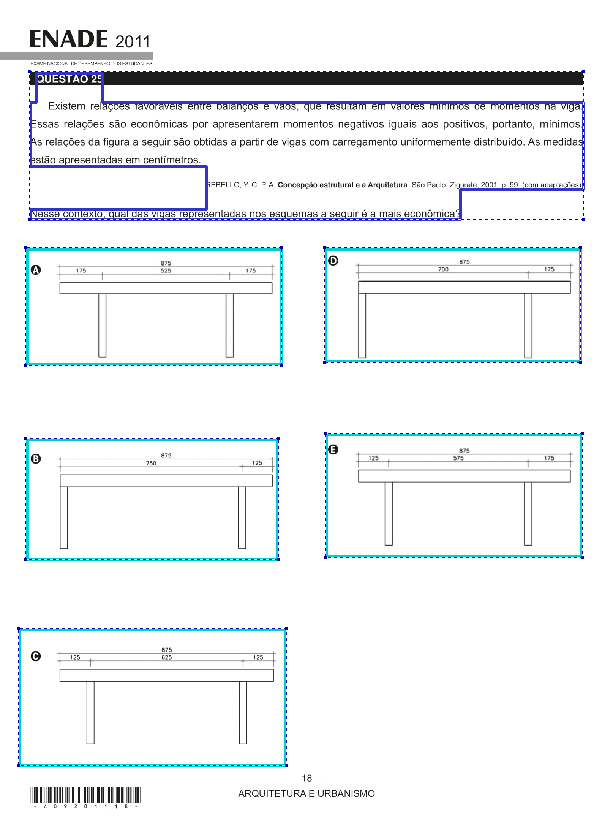 ENADE 2011
EXAME NACIONAL DE DESEMPENHO DOS ESTUDANTES
QUESTÃO 25
Existem relações favoráveis entre balanços e vãos, que resultam em valores mínimos de momentos na viga.
Essas relações são econômicas por apresentarem momentos negativos iguais aos positivos, portanto, mínimos.
As relações da figura a seguir são obtidas a partir de vigas com carregamento uniformemente distribuído. As medidas
estão apresentadas em centímetros.
REBELLO, Y. C. P. A Concepção estrutural e a Arquitetura. São Paulo: Zigurate, 2001, p. 59 (com adaptações).
Nesse contexto, qual das vigas representadas nos esquemas a seguir é a mais econômica?
A
875
175 525 175
D
875
700 175
B
875
750 125
E
875
125 575 175
C
875
125 625 125
18
ARQUITETURA E URBANISMO